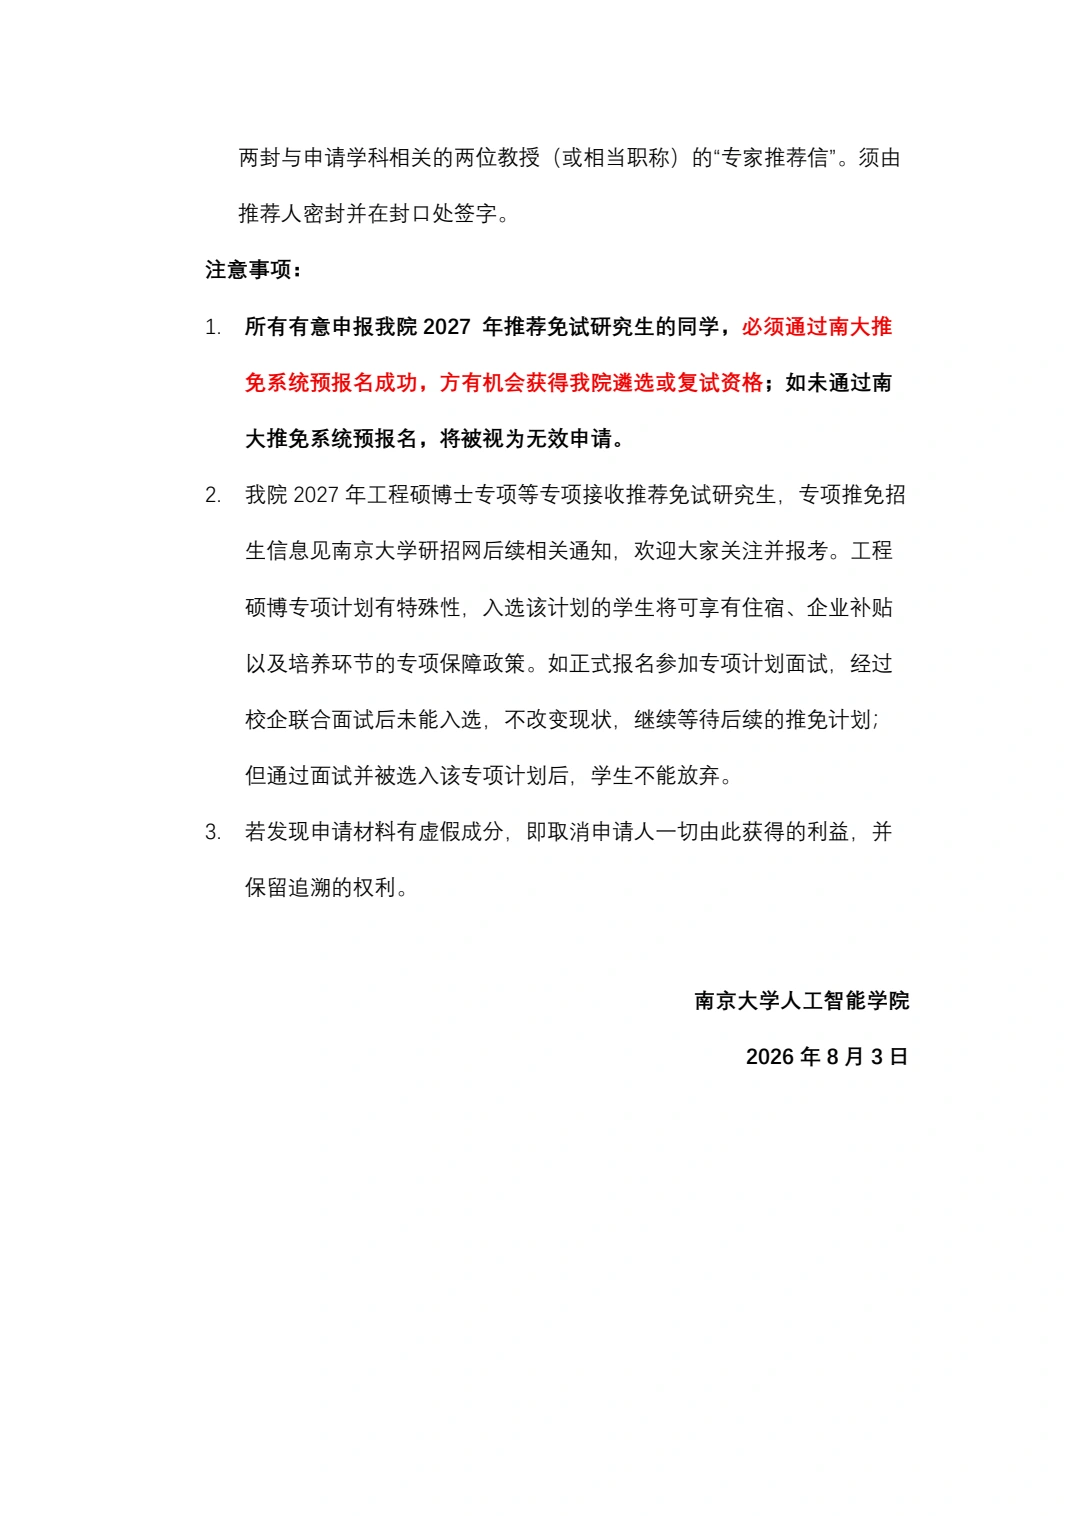 两封与申请学科相关的两位教授（或相当职称）的“专家推荐信”。须由
推荐人密封并在封口处签字。
注意事项：
1. 所有有意申报我院 2027 年推荐免试研究生的同学，必须通过南大推
免系统预报名成功，方有机会获得我院遴选或复试资格；如未通过南
大推免系统预报名，将被视为无效申请。
2. 我院 2027 年工程硕博士专项等专项接收推荐免试研究生，专项推免招
生信息见南京大学研招网后续相关通知，欢迎大家关注并报考。工程
硕博专项计划有特殊性，入选该计划的学生将可享有住宿、企业补贴
以及培养环节的专项保障政策。如正式报名参加专项计划面试，经过
校企联合面试后未能入选，不改变现状，继续等待后续的推免计划；
但通过面试并被选入该专项计划后，学生不能放弃。
3. 若发现申请材料有虚假成分，即取消申请人一切由此获得的利益，并
保留追溯的权利。
南京大学人工智能学院
2026 年 8 月 3 日